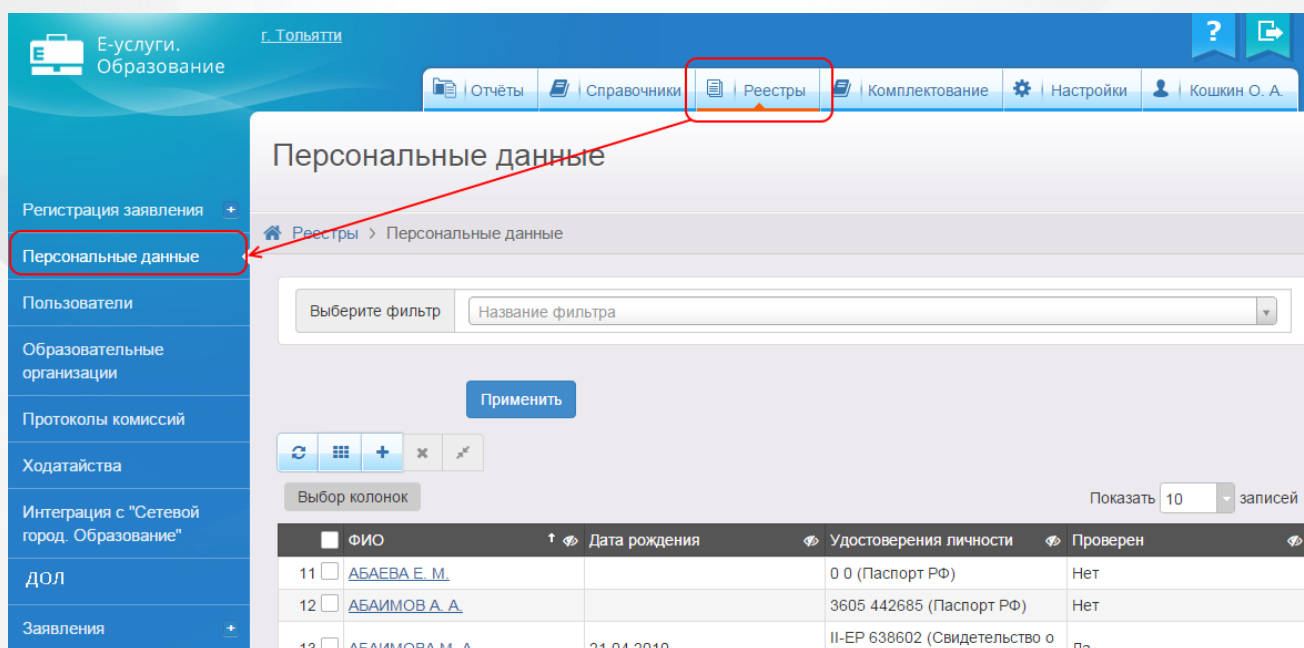 Е-услуги.
Образование
г. Тольятти
?
Отчёты
Справочники
Реестры
Комплектование
Настройки
Кошкин О. А.
Персональные данные
Регистрация заявления
Персональные данные
Пользователи
Образовательные
организации
Протоколы комиссий
Ходатайства
Интеграция с "Сетевой
город. Образование"
ДОЛ
Заявления
Реестры > Персональные данные
Выберите фильтр
Название фильтра
Применить
Выбор колонок
Показать 10 записей
ФИО Дата рождения Удостоверения личности Проверен
11 АБАЕВА Е. М. 0 0 (Паспорт РФ) Нет
12 АБАИМОВ А. А. 3605 442685 (Паспорт РФ) Нет
13 АБАИМОВА М. А. 21.04.2010 II-ЕР 638602 (Свидетельство о Да